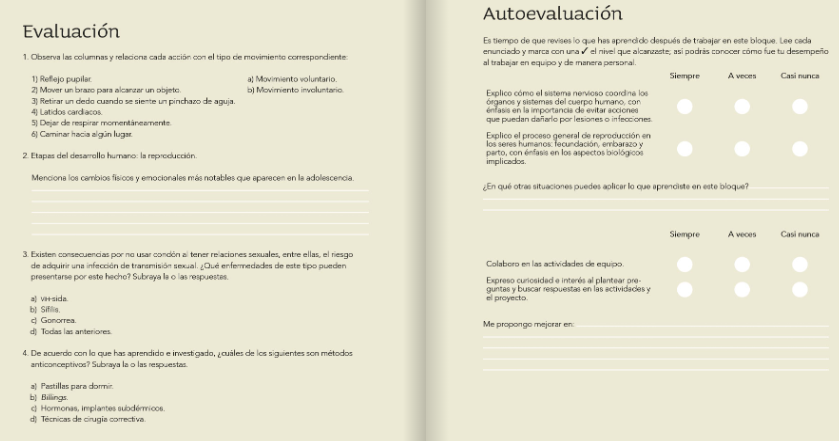 Evaluación
1. Observa las columnas y relaciona cada acción con el tipo de movimiento correspondiente:
1) Reflejo pupilar.
2) Mover un brazo para alcanzar un objeto.
3) Retirar un dedo cuando se siente un pinchazo de aguja.
4) Latidos cardiacos.
5) Dejar de respirar momentáneamente.
6) Caminar hacia algún lugar.
a) Movimiento voluntario.
b) Movimiento involuntario.
2. Etapas del desarrollo humano: la reproducción.
Menciona los cambios físicos y emocionales más notables que aparecen en la adolescencia.
3. Existen consecuencias por no usar condón al tener relaciones sexuales, entre ellas, el riesgo
de adquirir una infección de transmisión sexual. ¿Qué enfermedades de este tipo pueden
presentarse por este hecho? Subraya la o las respuestas.
a) VIH-sida.
b) Sífilis.
c) Gonorrea.
d) Todas las anteriores.
4. De acuerdo con lo que has aprendido e investigado, ¿cuáles de los siguientes son métodos
anticonceptivos? Subraya la o las respuestas.
a) Pastillas para dormir.
b) Billings.
c) Hormonas, implantes subdérmicos.
d) Técnicas de cirugía correctiva.
Autoevaluación
Es tiempo de que revises lo que has aprendido después de trabajar en este bloque. Lee cada
enunciado y marca con una ✓ el nivel que alcanzaste; así podrás conocer cómo fue tu desempeño
al trabajar en equipo y de manera personal.
Siempre A veces Casi nunca
Explico cómo el sistema nervioso coordina los
órganos y sistemas del cuerpo humano, con
énfasis en la importancia de evitar acciones
que puedan dañarlo por lesiones o infecciones.
Explico el proceso general de reproducción en
los seres humanos: fecundación, embarazo y
parto, con énfasis en los aspectos biológicos
implicados.
¿En qué otras situaciones puedes aplicar lo que aprendiste en este bloque?
Siempre A veces Casi nunca
Colaboro en las actividades de equipo.
Expreso curiosidad e interés al plantear pre-
guntas y buscar respuestas en las actividades y
el proyecto.
Me propongo mejorar en: